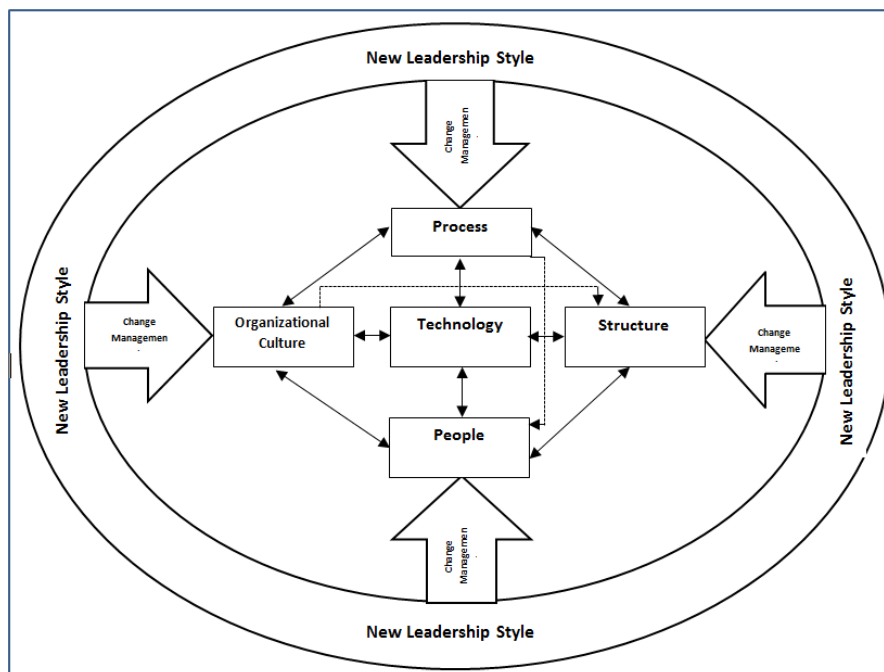 New Leadership Style
Change
Managemen
.
Process
New Leadership Style
Change
Managemen
.
Organizational
Culture
Technology
Structure
Change
Manageme
.
New Leadership Style
People
Change
Managemen
.
New Leadership Style